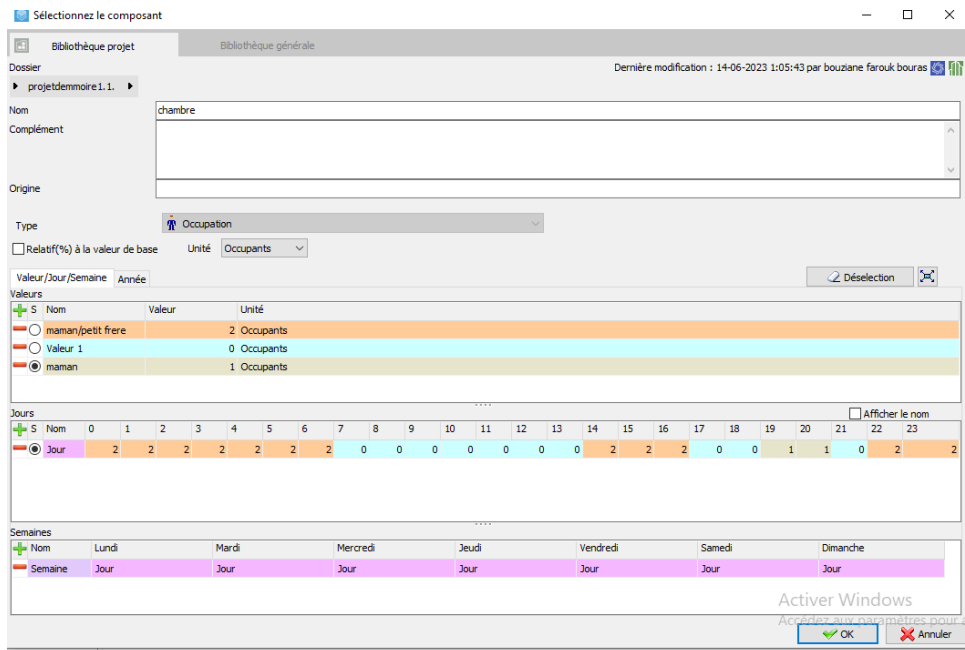 Sélectionnez le composant
Bibliothèque projet Bibliothèque générale
Dossier Dernière modification : 14-06-2023 1:05:43 par bouziane farouk bouras
projetdemmoire1.1.
Nom chambre
Complément
Origine
Type Occupation
Relatif(%) à la valeur de base Unité Occupants
Valeur/Jour/Semaine Année Déselection
Valeurs
S Nom Valeur Unité
maman/petit frere 2 Occupants
Valeur 1 0 Occupants
maman 1 Occupants
Jours Afficher le nom
S Nom 0 1 2 3 4 5 6 7 8 9 10 11 12 13 14 15 16 17 18 19 20 21 22 23
Jour 2 2 2 2 2 2 2 0 0 0 0 0 0 0 2 2 2 0 0 1 1 0 2 2
Semaines
Nom Lundi Mardi Mercredi Jeudi Vendredi Samedi Dimanche
Semaine Jour Jour Jour Jour Jour Jour Jour
Activer Windows
Accédez aux paramètres pour a
OK Annuler